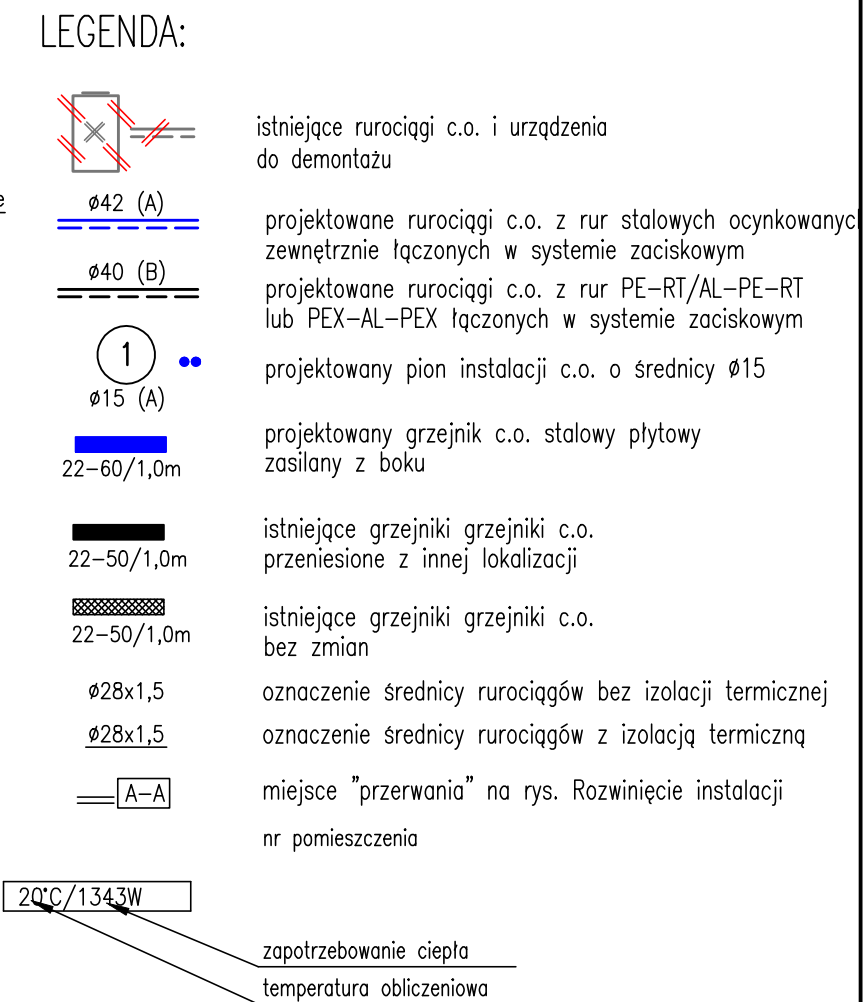 LEGENDA:
istniejące rurociągi c.o. i urządzenia
do demontażu
e
ø42 (A)
projektowane rurociągi c.o. z rur stalowych ocynkowanych
zewnętrznie łączonych w systemie zaciskowym
ø40 (B)
projektowane rurociągi c.o. z rur PE-RT/AL-PE-RT
lub PEX-AL-PEX łączonych w systemie zaciskowym
1
ø15 (A)
projektowany pion instalacji c.o. o średnicy ø15
22-60/1,0m
projektowany grzejnik c.o. stalowy płytowy
zasilany z boku
22-50/1,0m
istniejące grzejniki grzejniki c.o.
przeniesione z innej lokalizacji
22-50/1,0m
istniejące grzejniki grzejniki c.o.
bez zmian
ø28x1,5
oznaczenie średnicy rurociągów bez izolacji termicznej
ø28x1,5
oznaczenie średnicy rurociągów z izolacją termiczną
A-A
miejsce "przerwania" na rys. Rozwinięcie instalacji
nr pomieszczenia
20°C/1343W
zapotrzebowanie ciepła
temperatura obliczeniowa